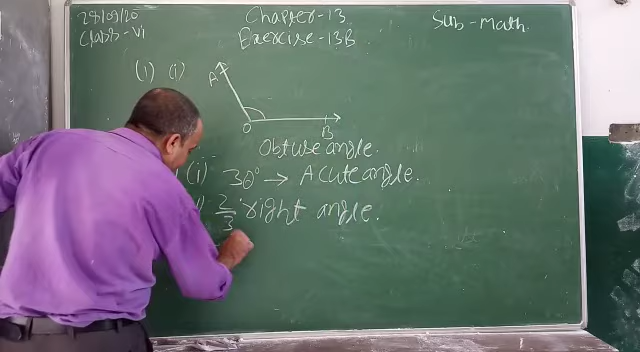 28/09/20
Class-VI
Chapter-13
Exercise-13B
Sub-Math.
(1) (i)
A
O
B
Obtuse angle.
(i) 30° → Acute angle.
2/3 right angle.